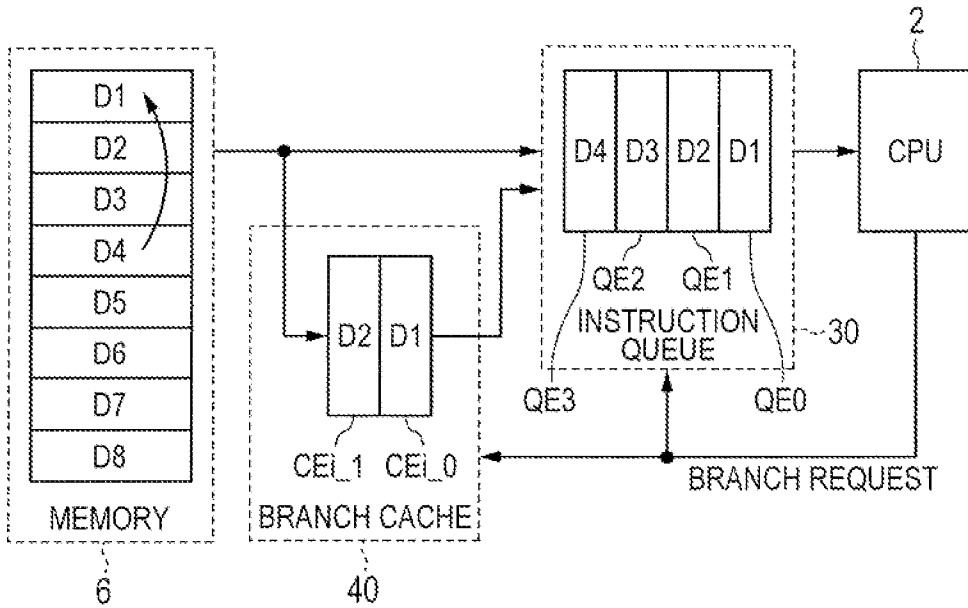 2
D1
D2
D3
D4
D5
D6
D7
D8
MEMORY
6
D2 D1
CEi_1 CEi_0
BRANCH CACHE
40
D4 D3 D2 D1
QE2 QE1
INSTRUCTION
QUEUE
30
QE3 QE0
CPU
BRANCH REQUEST